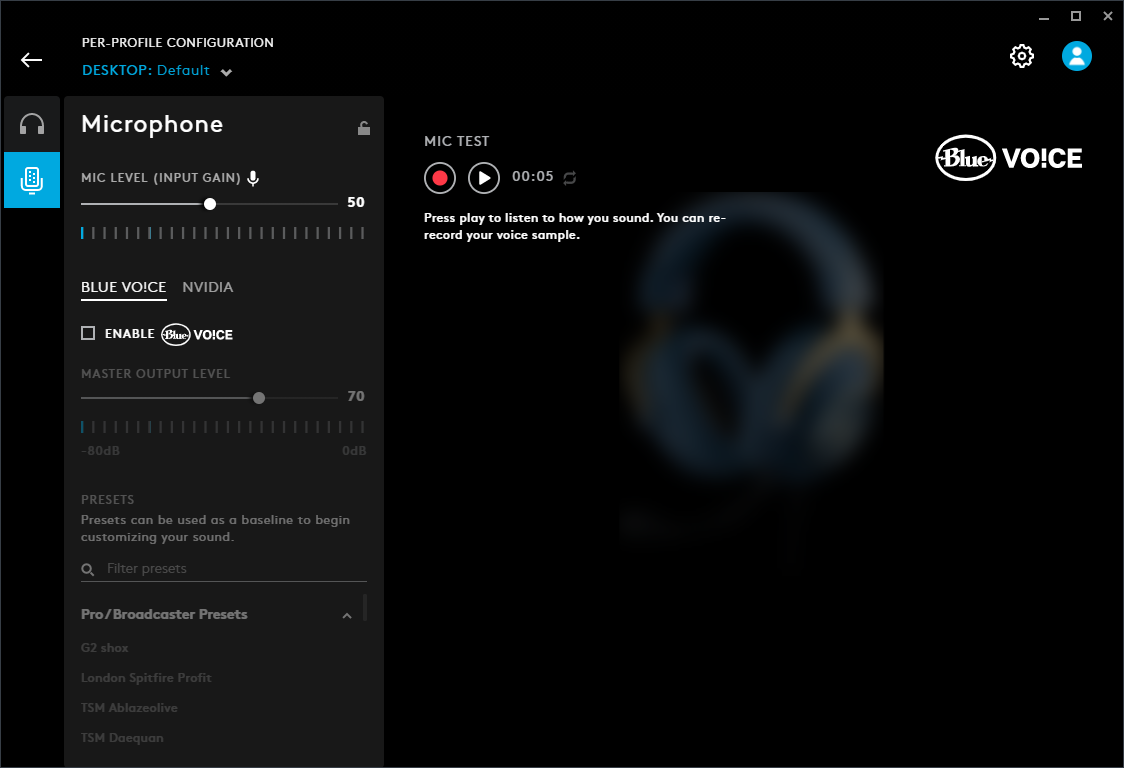 PER-PROFILE CONFIGURATION
DESKTOP: Default
Microphone
MIC LEVEL (INPUT GAIN)
50
BLUE VO!CE NVIDIA
ENABLE Blue VO!CE
MASTER OUTPUT LEVEL
70
-80dB 0dB
PRESETS
Presets can be used as a baseline to begin
customizing your sound.
Filter presets
Pro/Broadcaster Presets
G2 shox
London Spitfire Profit
TSM Ablazeolive
TSM Daequan
MIC TEST
00:05
Press play to listen to how you sound. You can re-
record your voice sample.
Blue VO!CE